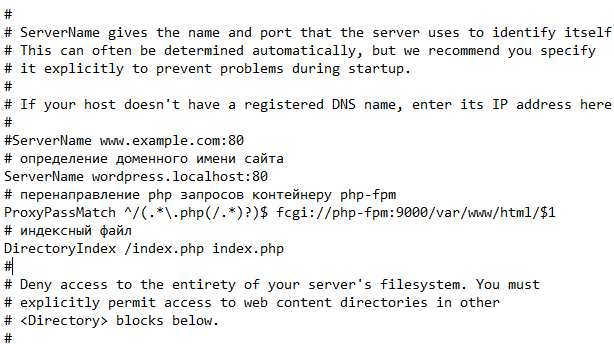 #
# ServerName gives the name and port that the server uses to identify itself
# This can often be determined automatically, but we recommend you specify
# it explicitly to prevent problems during startup.
#
# If your host doesn't have a registered DNS name, enter its IP address here
#
#ServerName www.example.com:80
# определение доменного имени сайта
ServerName wordpress.localhost:80
# перенаправление php запросов контейнеру php-fpm
ProxyPassMatch ^/(.*\.php(/.*)?)$ fcgi://php-fpm:9000/var/www/html/$1
# индексный файл
DirectoryIndex /index.php index.php
#
# Deny access to the entirety of your server's filesystem. You must
# explicitly permit access to web content directories in other
# <Directory> blocks below.
#